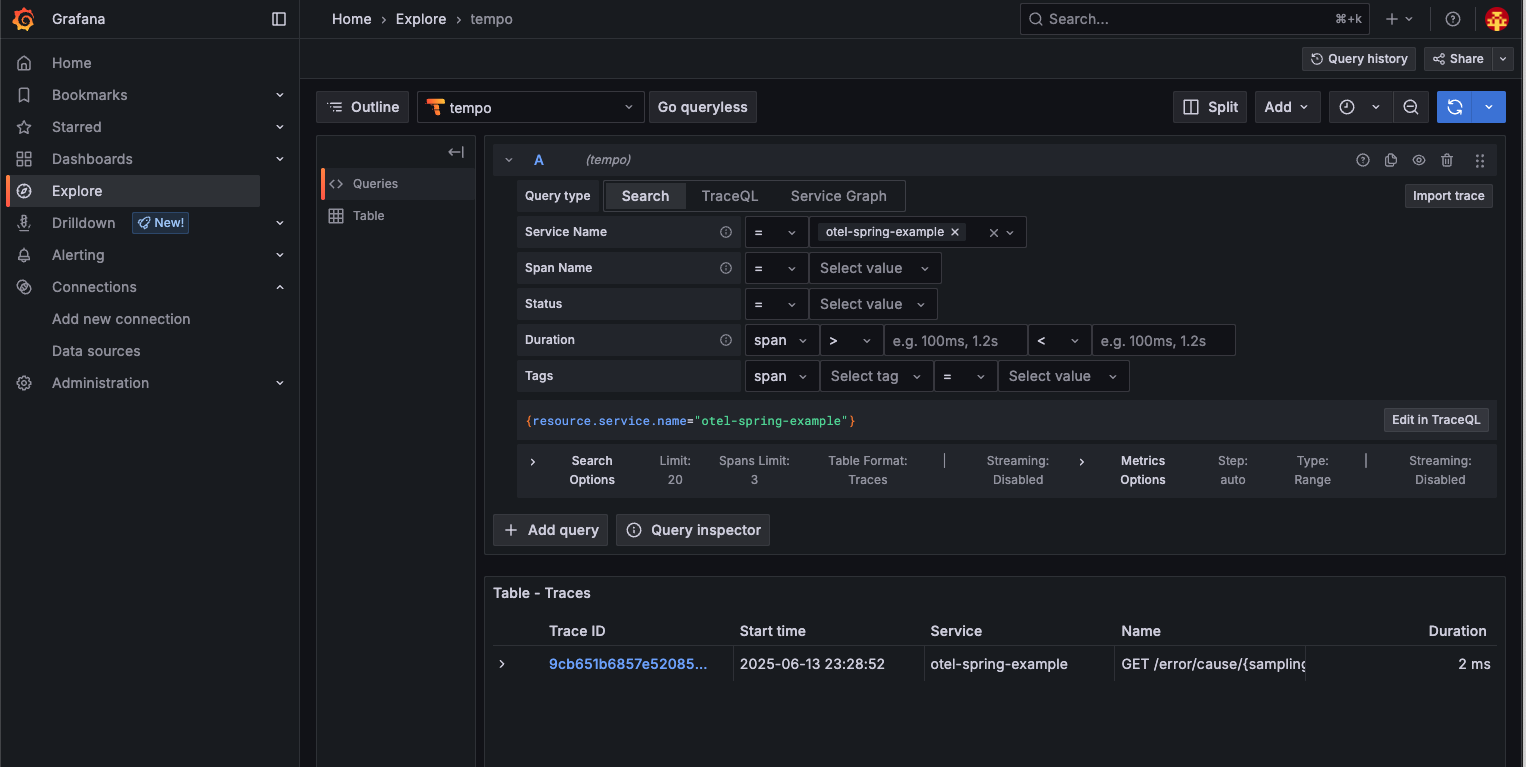 Grafana
Home › Explore › tempo
Search... ⌘+k
Query history
Share
Home
Bookmarks
Starred
Dashboards
Explore
Drilldown New!
Alerting
Connections
Add new connection
Data sources
Administration
Outline
tempo
Go queryless
Split
Add
Queries
Table
A (tempo)
Query type Search TraceQL Service Graph Import trace
Service Name = otel-spring-example
Span Name = Select value
Status = Select value
Duration span > e.g. 100ms, 1.2s < e.g. 100ms, 1.2s
Tags span Select tag = Select value
{resource.service.name="otel-spring-example"} Edit in TraceQL
Search Limit: Spans Limit: Table Format: | Streaming: Metrics Step: Type: | Streaming:
Options 20 3 Traces Disabled Options auto Range Disabled
+ Add query Query inspector
Table - Traces
Trace ID Start time Service Name Duration
9cb651b6857e52085... 2025-06-13 23:28:52 otel-spring-example GET /error/cause/{sampling 2 ms